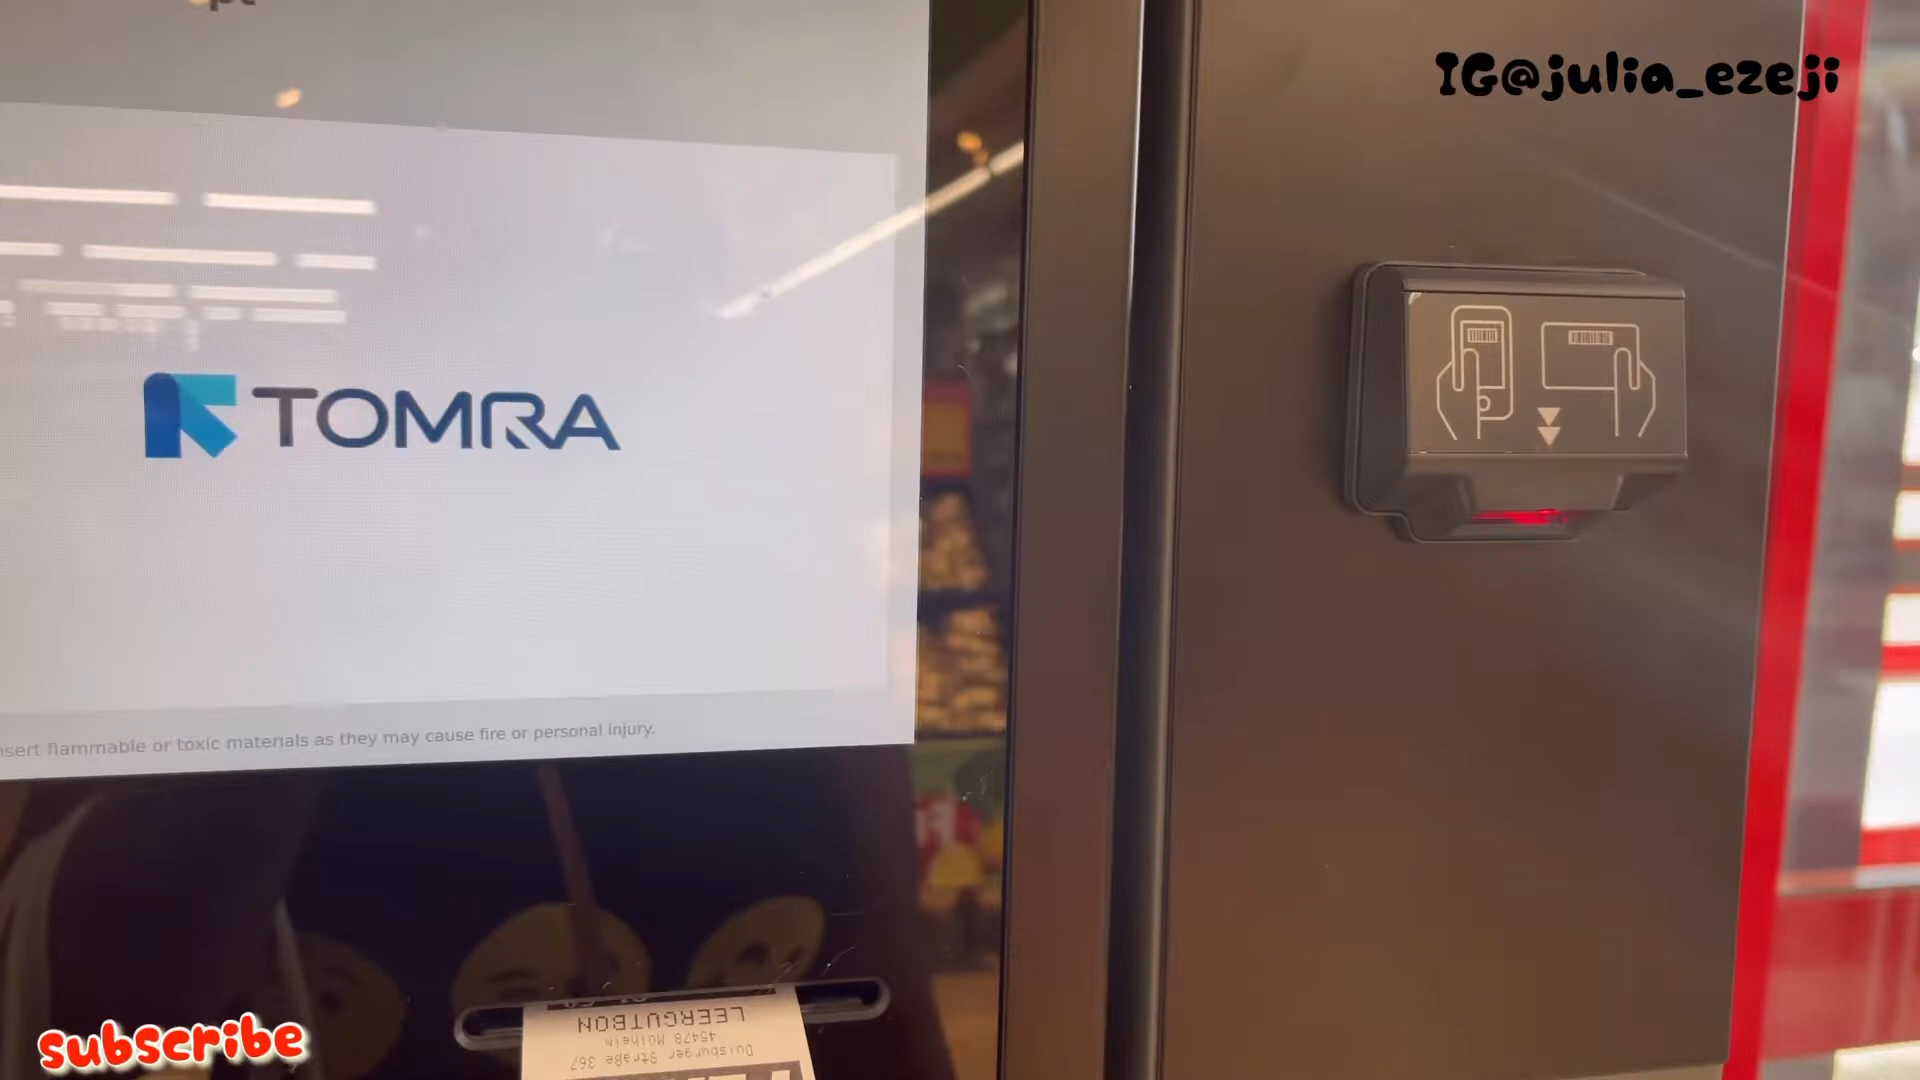 IG@julia_ezeji
TOMRA
nsert flammable or toxic materials as they may cause fire or personal injury.
LEERGUTBON
45478 Mülheim
Duisburger Straße 367
subscribe